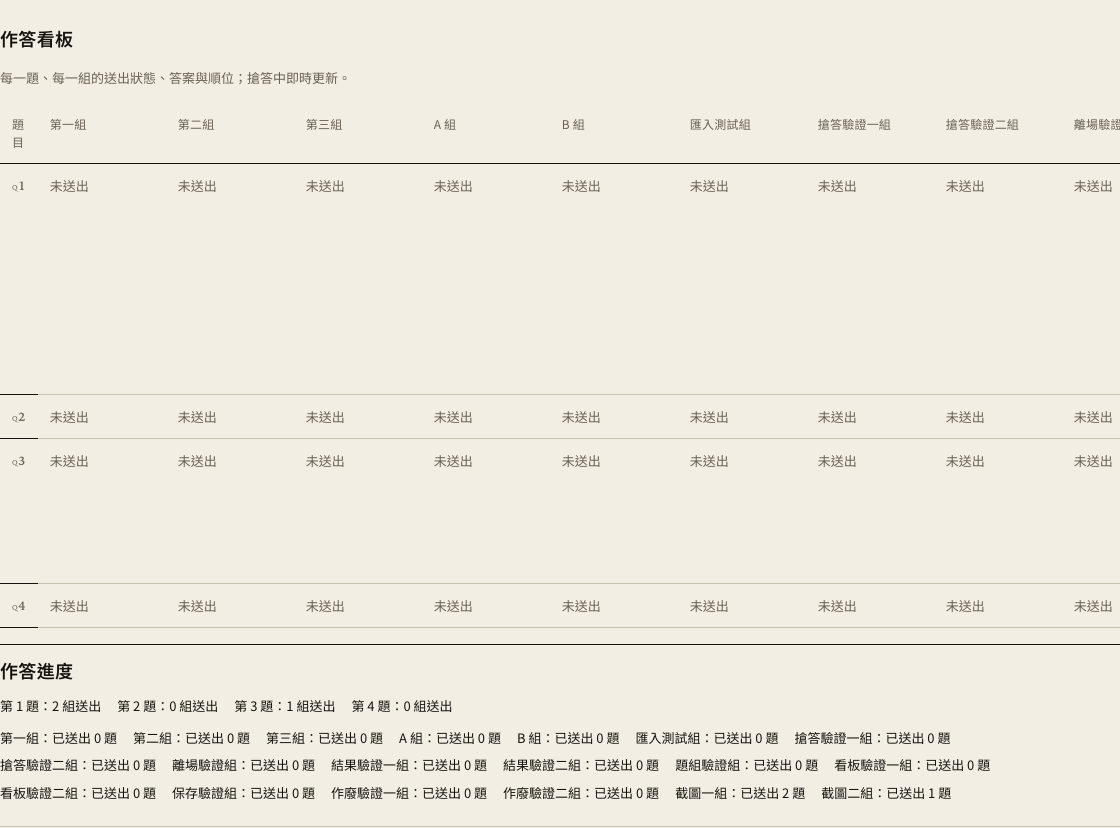 作答看板
每一題、每一組的送出狀態、答案與順位；搶答中即時更新。
題目 第一組 第二組 第三組 A 組 B 組 匯入測試組 搶答驗證一組 搶答驗證二組 離場驗證
Q1 未送出 未送出 未送出 未送出 未送出 未送出 未送出 未送出 未送出
Q2 未送出 未送出 未送出 未送出 未送出 未送出 未送出 未送出 未送出
Q3 未送出 未送出 未送出 未送出 未送出 未送出 未送出 未送出 未送出
Q4 未送出 未送出 未送出 未送出 未送出 未送出 未送出 未送出 未送出
作答進度
第 1 題：2 組送出 第 2 題：0 組送出 第 3 題：1 組送出 第 4 題：0 組送出
第一組：已送出 0 題 第二組：已送出 0 題 第三組：已送出 0 題 A 組：已送出 0 題 B 組：已送出 0 題 匯入測試組：已送出 0 題 搶答驗證一組：已送出 0 題
搶答驗證二組：已送出 0 題 離場驗證組：已送出 0 題 結果驗證一組：已送出 0 題 結果驗證二組：已送出 0 題 題組驗證組：已送出 0 題 看板驗證一組：已送出 0 題
看板驗證二組：已送出 0 題 保存驗證組：已送出 0 題 作廢驗證一組：已送出 0 題 作廢驗證二組：已送出 0 題 截圖一組：已送出 2 題 截圖二組：已送出 1 題